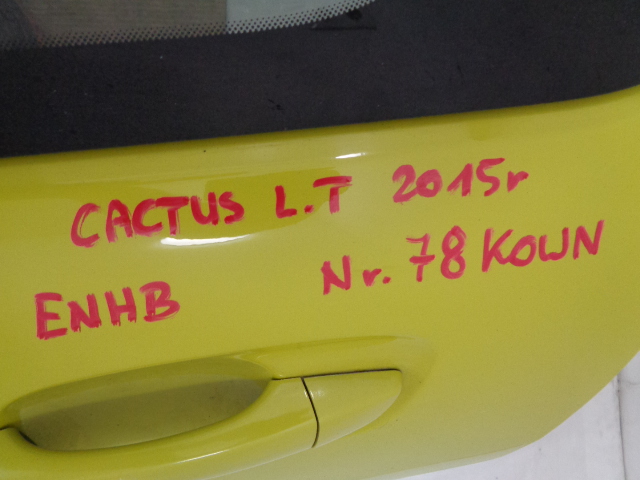 CACTUS L.T 2015r
ENHB Nr. 78 KOWN